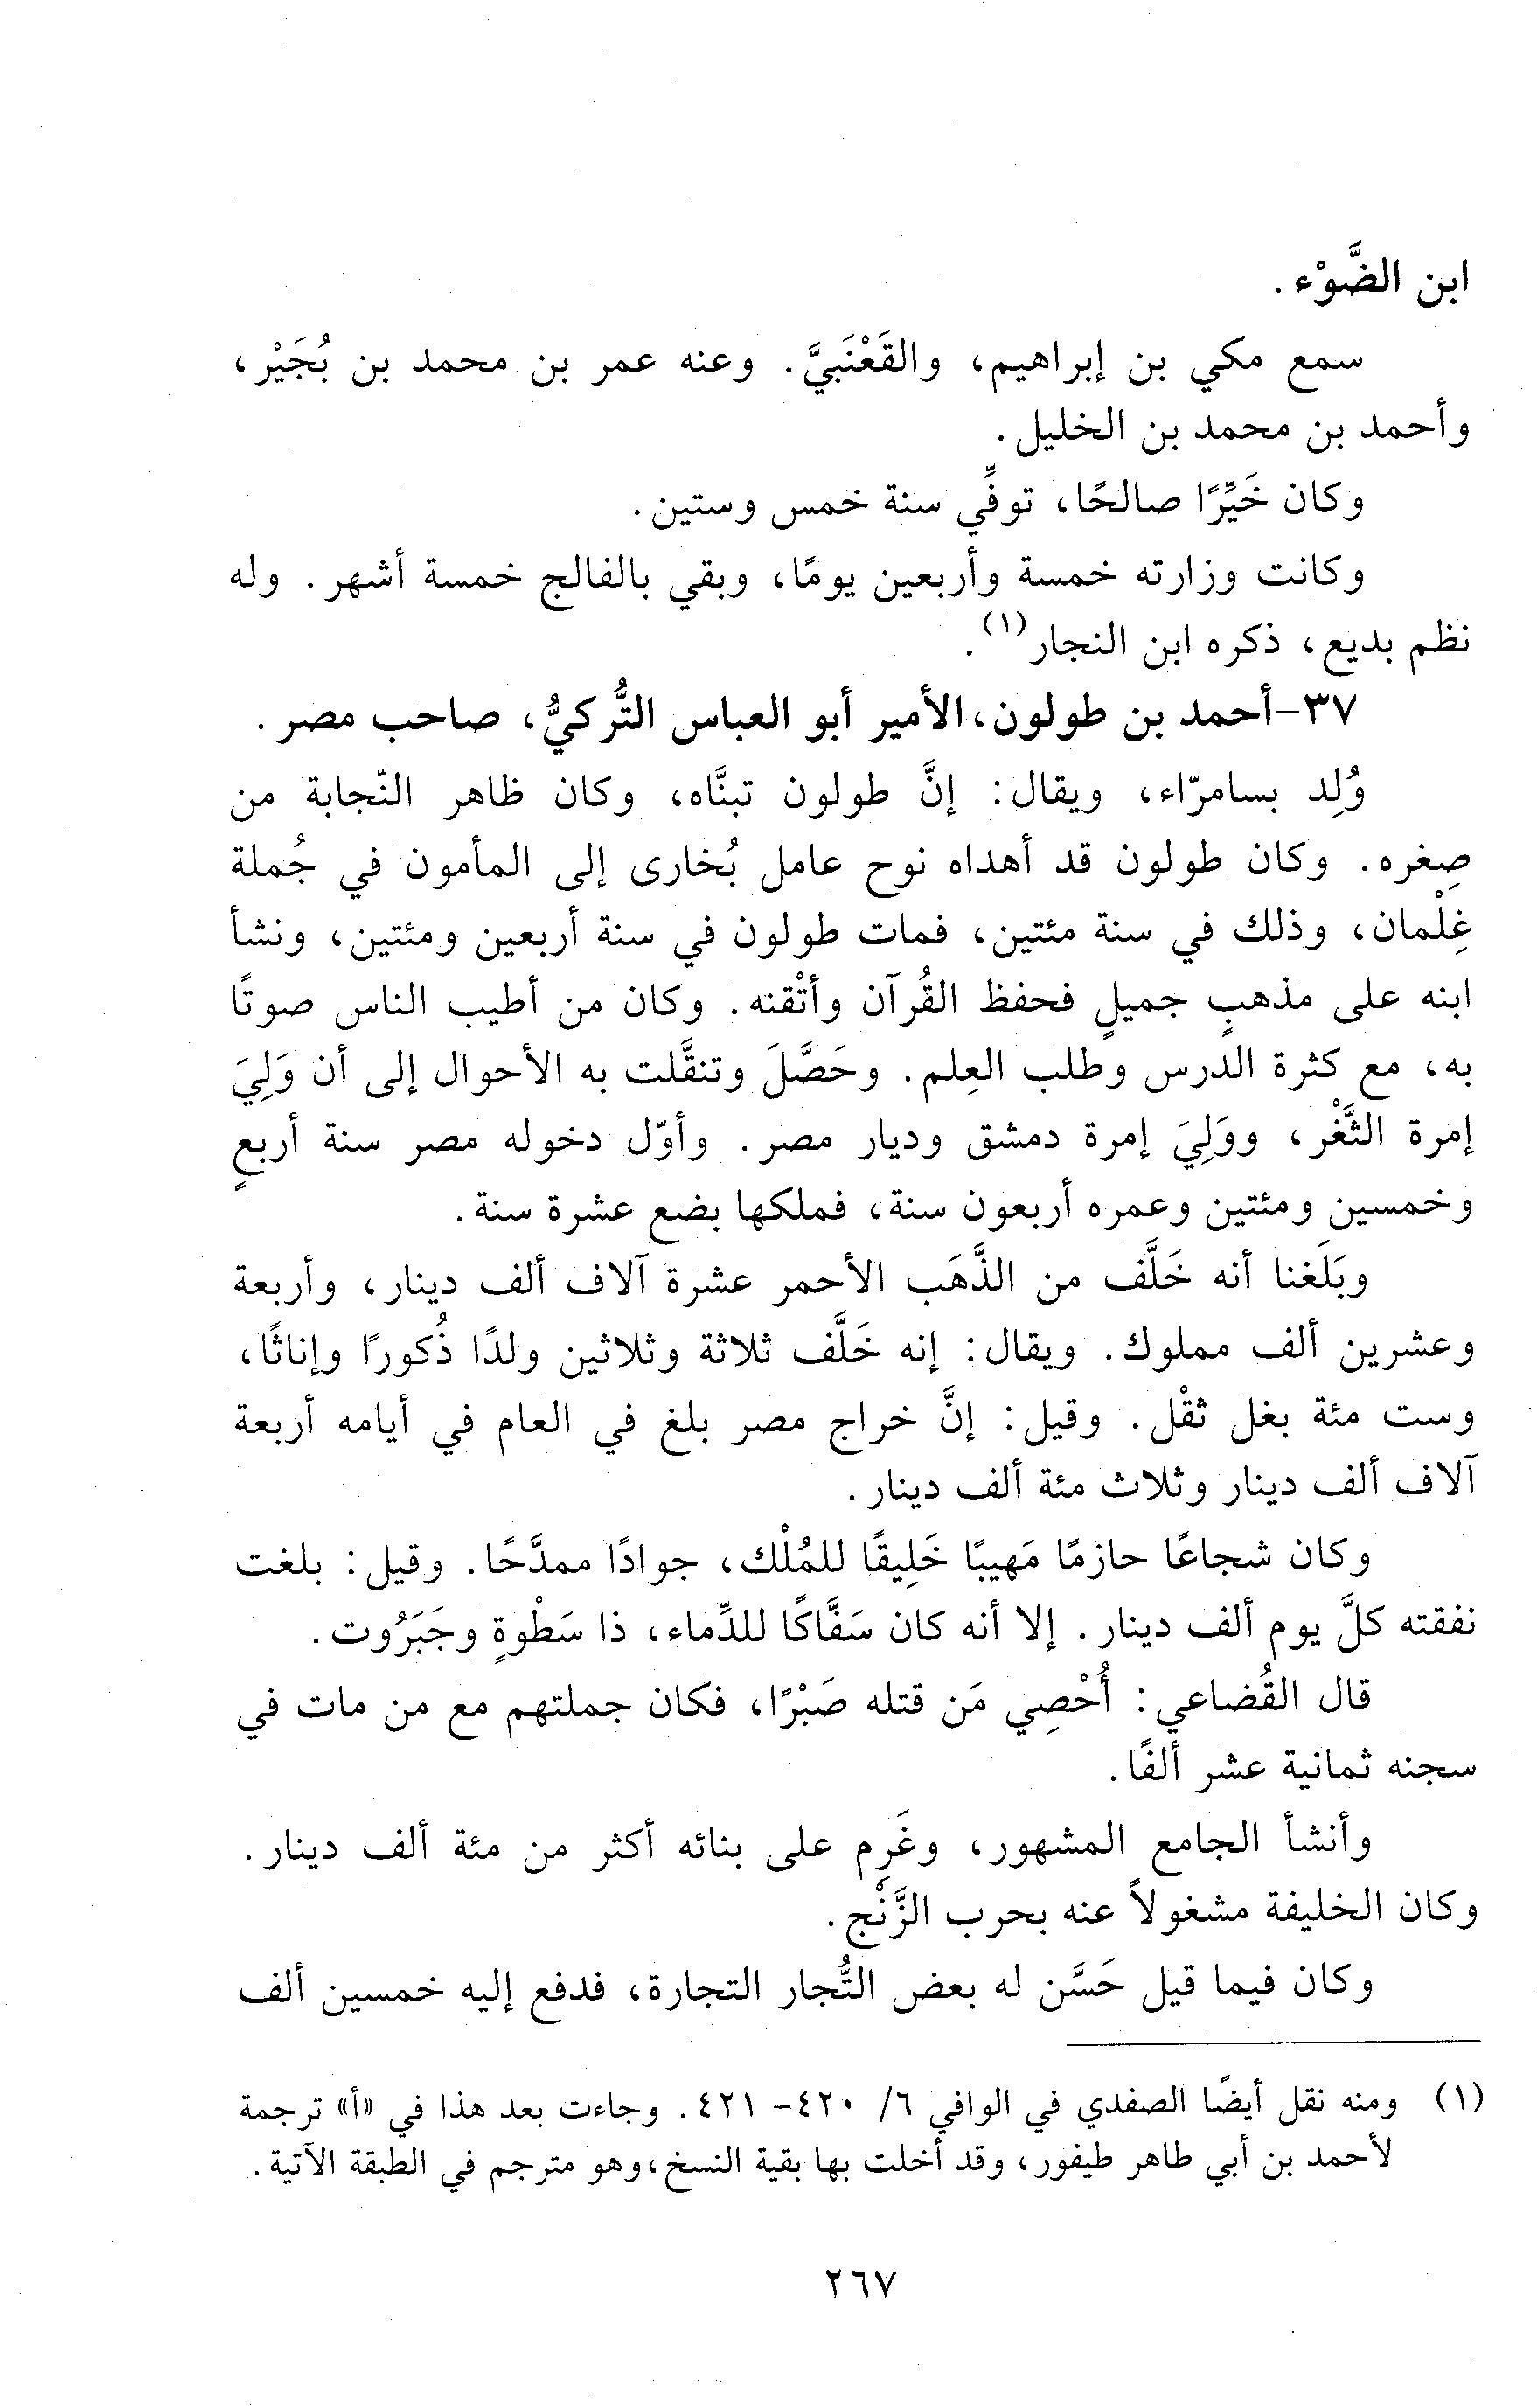 ابن الضَّوْء.
سمع مكي بن إبراهيم، والقَعْنَبيَّ. وعنه عمر بن محمد بن بُجَيْر،
وأحمد بن محمد بن الخليل.
وكان خَيِّرًا صالحًا، توفِّي سنة خمس وستين.
وكانت وزارته خمسة وأربعين يومًا، وبقي بالفالج خمسة أشهر. وله
نظم بديع، ذكره ابن النجار(١).
٣٧- أحمد بن طولون، الأمير أبو العباس التُّركيُّ، صاحب مصر.
وُلِد بسامرّاء، ويقال: إنَّ طولون تبنَّاه، وكان ظاهر النّجابة من
صِغره. وكان طولون قد أهداه نوح عامل بُخارى إلى المأمون في جُملة
غِلْمان، وذلك في سنة مئتين، فمات طولون في سنة أربعين ومئتين، ونشأ
ابنه على مذهبٍ جميلٍ فحفظ القُرآن وأتْقنه. وكان من أطيب الناس صوتًا
به، مع كثرة الدرس وطلب العِلم. وحَصَّلَ وتنقَّلت به الأحوال إلى أن وَلِيَ
إمرة الثَّغْر، ووَلِيَ إمرة دمشق وديار مصر. وأوّل دخوله مصر سنة أربعٍ
وخمسين ومئتين وعمره أربعون سنة، فملكها بضع عشرة سنة.
وبَلَغنا أنه خَلَّف من الذَّهَب الأحمر عشرة آلاف ألف دينار، وأربعة
وعشرين ألف مملوك. ويقال: إنه خَلَّف ثلاثة وثلاثين ولدًا ذُكورًا وإناثًا،
وست مئة بغل ثقْل. وقيل: إنَّ خراج مصر بلغ في العام في أيامه أربعة
آلاف ألف دينار وثلاث مئة ألف دينار.
وكان شجاعًا حازمًا مَهيبًا خَلِيقًا للمُلْك، جوادًا ممدَّحًا. وقيل: بلغت
نفقته كلَّ يوم ألف دينار. إلا أنه كان سَفَّاكًا للدِّماء، ذا سَطْوةٍ وجَبَرُوت.
قال القُضاعي: أُحْصِي مَن قتله صَبْرًا، فكان جملتهم مع من مات في
سجنه ثمانية عشر ألفًا.
وأنشأ الجامع المشهور، وغَرِم على بنائه أكثر من مئة ألف دينار.
وكان الخليفة مشغولاً عنه بحرب الزَّنْج.
وكان فيما قيل حَسَّن له بعض التُّجار التجارة، فدفع إليه خمسين ألف
(١) ومنه نقل أيضًا الصفدي في الوافي ٦/ ٤٢٠- ٤٢١. وجاءت بعد هذا في «أ» ترجمة
لأحمد بن أبي طاهر طيفور، وقد أخلت بها بقية النسخ، وهو مترجم في الطبقة الآتية.
٢٦٧